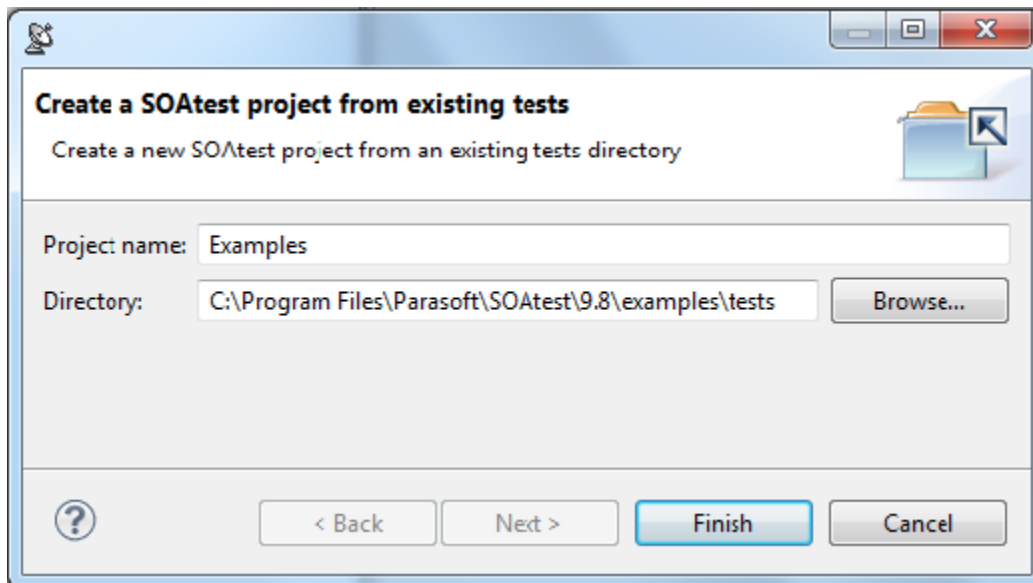 Create a SOAtest project from existing tests
Create a new SOAtest project from an existing tests directory
Project name: Examples
Directory: C:\Program Files\Parasoft\SOAtest\9.8\examples\tests Browse...
? < Back Next > Finish Cancel